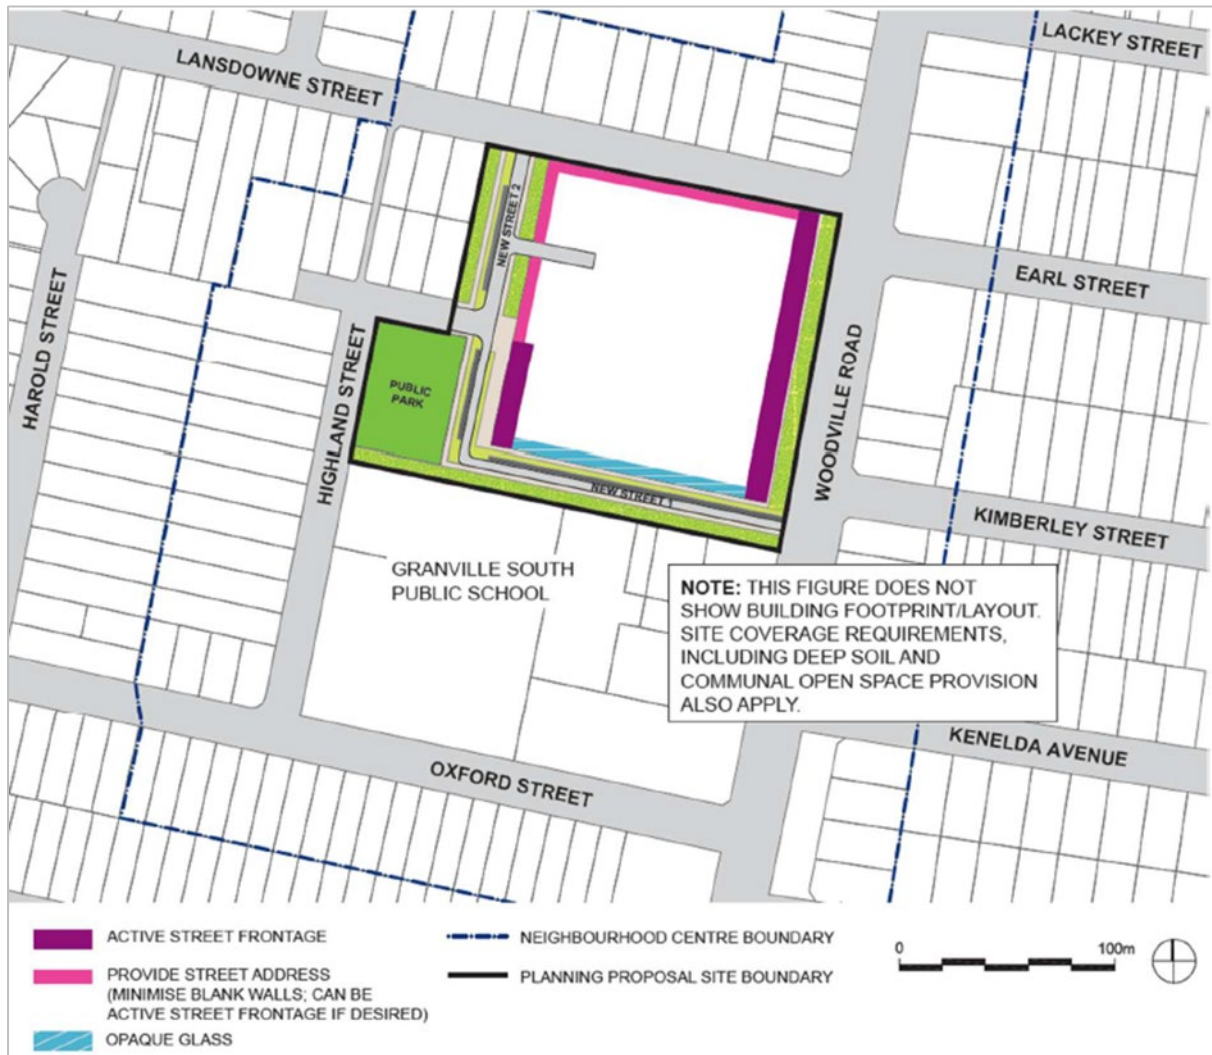 LACKEY STREET
LANSDOWNE STREET
NEW STREET 2
EARL STREET
HAROLD STREET
HIGHLAND STREET
PUBLIC
PARK
WOODVILLE ROAD
NEW STREET 1
KIMBERLEY STREET
GRANVILLE SOUTH
PUBLIC SCHOOL
NOTE: THIS FIGURE DOES NOT
SHOW BUILDING FOOTPRINT/LAYOUT.
SITE COVERAGE REQUIREMENTS,
INCLUDING DEEP SOIL AND
COMMUNAL OPEN SPACE PROVISION
ALSO APPLY.
KENELDA AVENUE
OXFORD STREET
ACTIVE STREET FRONTAGE
PROVIDE STREET ADDRESS
(MINIMISE BLANK WALLS; CAN BE
ACTIVE STREET FRONTAGE IF DESIRED)
OPAQUE GLASS
NEIGHBOURHOOD CENTRE BOUNDARY
PLANNING PROPOSAL SITE BOUNDARY
0 100m